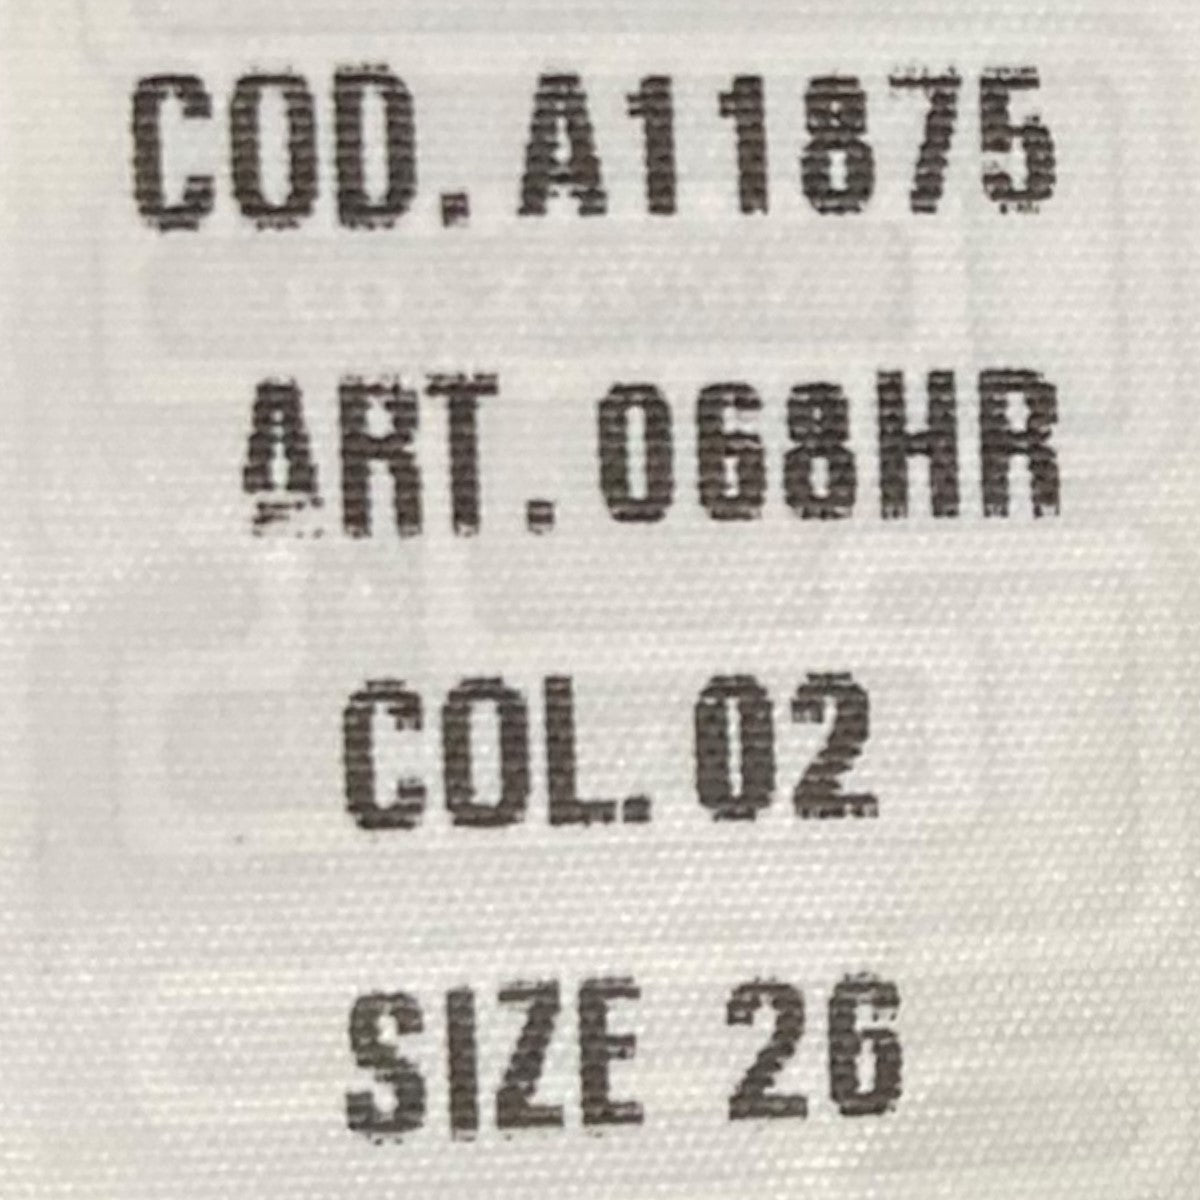 COD. A11875
ART. 068HR
COL. 02
SIZE 26